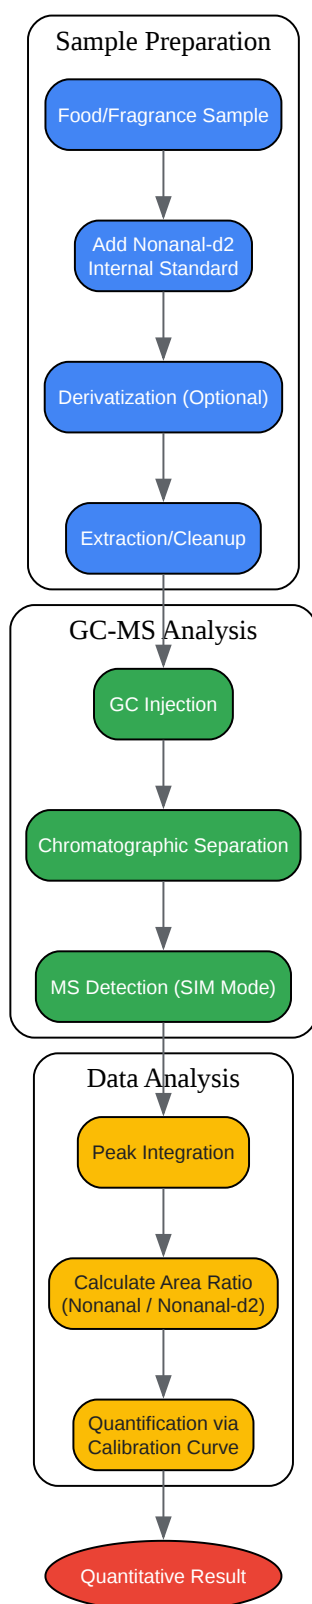 Sample Preparation
Food/Fragrance Sample
Add Nonanal-d2
Internal Standard
Derivatization (Optional)
Extraction/Cleanup
GC-MS Analysis
GC Injection
Chromatographic Separation
MS Detection (SIM Mode)
Data Analysis
Peak Integration
Calculate Area Ratio
(Nonanal / Nonanal-d2)
Quantification via
Calibration Curve
Quantitative Result